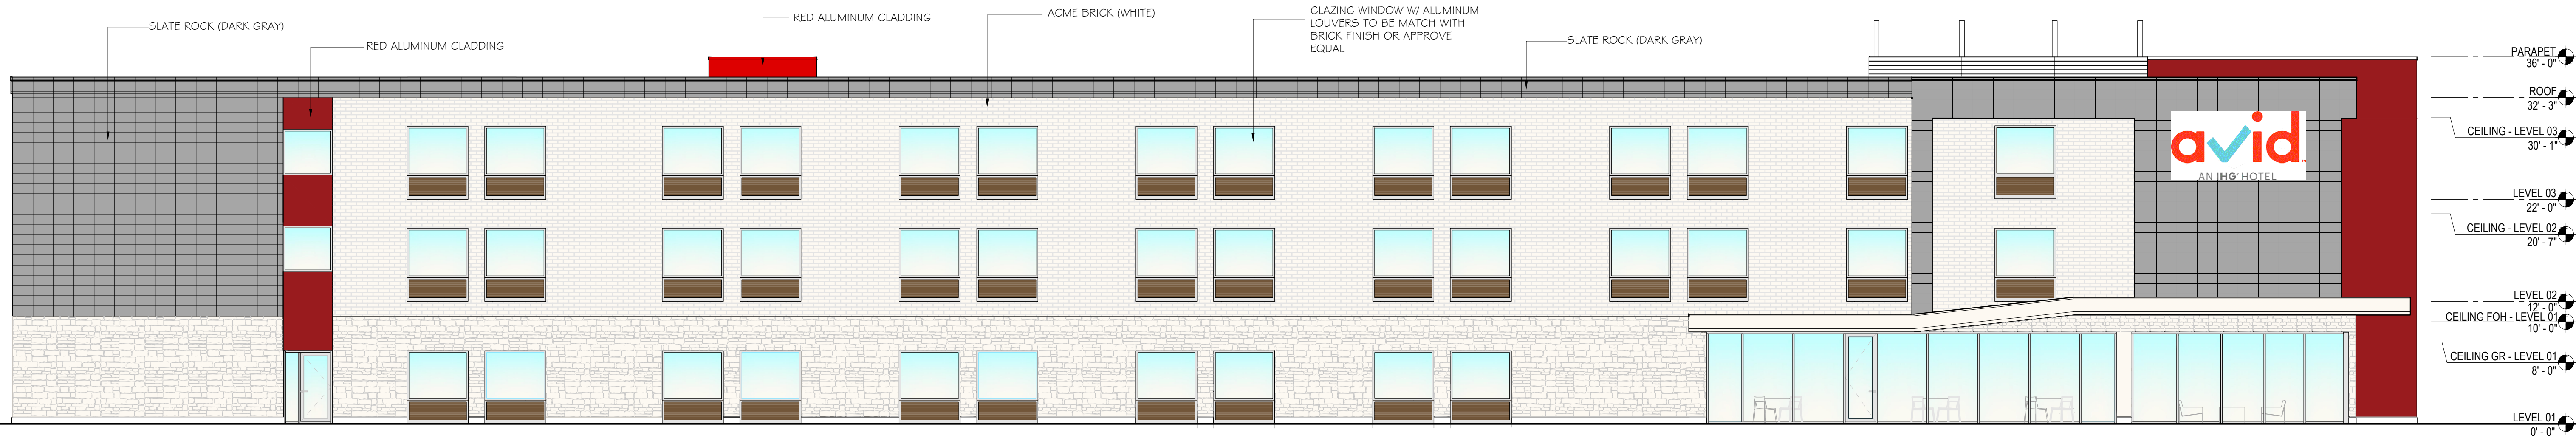 SLATE ROCK (DARK GRAY)
RED ALUMINUM CLADDING
RED ALUMINUM CLADDING
ACME BRICK (WHITE)
GLAZING WINDOW W/ ALUMINUM
LOUVERS TO BE MATCH WITH
BRICK FINISH OR APPROVE
EQUAL
SLATE ROCK (DARK GRAY)
avid
AN IHG® HOTEL
PARAPET
36' - 0"
ROOF
32' - 3"
CEILING - LEVEL 03
30' - 1"
LEVEL 03
22' - 0"
CEILING - LEVEL 02
20' - 7"
LEVEL 02
12' - 0"
CEILING FOH - LEVEL 01
10' - 0"
CEILING GR - LEVEL 01
8' - 0"
LEVEL 01
0' - 0"